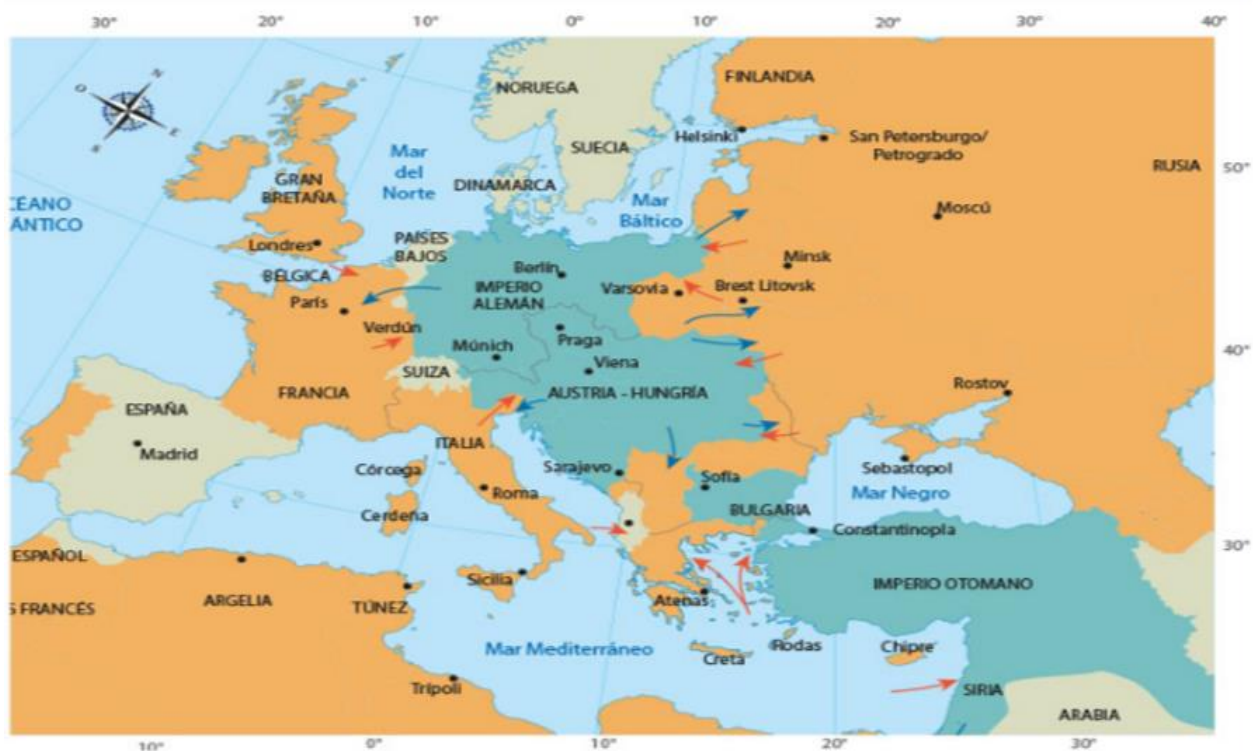 30°
20°
10°
0°
10°
20°
30°
40°
N
O
E
S
NORUEGA
FINLANDIA
Helsinki
San Petersburgo/
Petrogrado
SUECIA
RUSIA
Mar
del
Norte
GRAN
BRETAÑA
DINAMARCA
Mar
Báltico
50°
CÉANO
ÁNTICO
Moscú
Londres
PAÍSES
BAJOS
Minsk
BÉLGICA
Berlín
IMPERIO
ALEMÁN
Varsovia
Brest Litovsk
París
Verdún
Praga
Múnich
Viena
40°
SUIZA
FRANCIA
AUSTRIA - HUNGRÍA
Rostov
ESPAÑA
Madrid
ITALIA
Córcega
Sarajevo
Sofía
Sebastopol
Roma
Mar Negro
Cerdeña
BULGARIA
Constantinopla
30°
ESPAÑOL
Sicilia
IMPERIO OTOMANO
S FRANCÉS
ARGELIA
TÚNEZ
Atenas
Mar Mediterráneo
Creta
Rodas
Chipre
Trípoli
SIRIA
ARABIA
10°
0°
10°
20°
30°